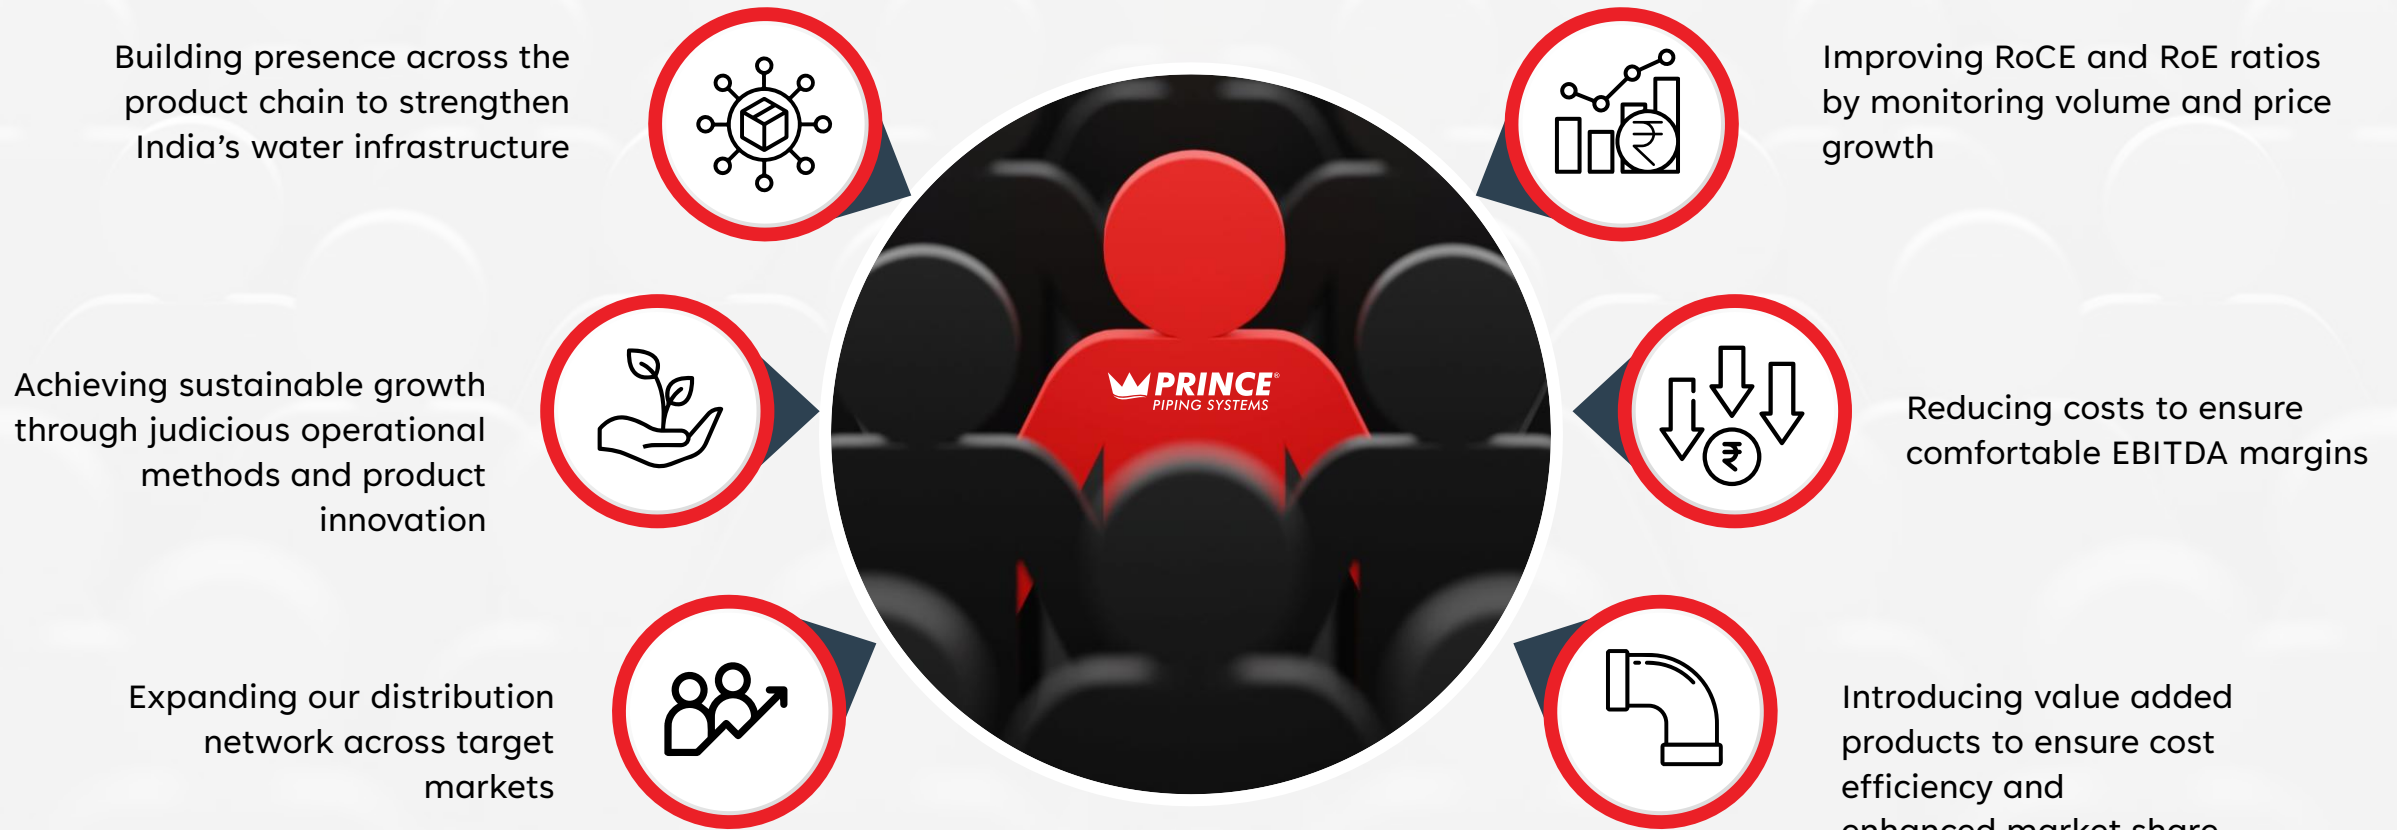 Building presence across the
product chain to strengthen
India’s water infrastructure
Achieving sustainable growth
through judicious operational
methods and product
innovation
Expanding our distribution
network across target
markets
PRINCE®
PIPING SYSTEMS
Improving RoCE and RoE ratios
by monitoring volume and price
growth
Reducing costs to ensure
comfortable EBITDA margins
Introducing value added
products to ensure cost
efficiency and
enhanced market share